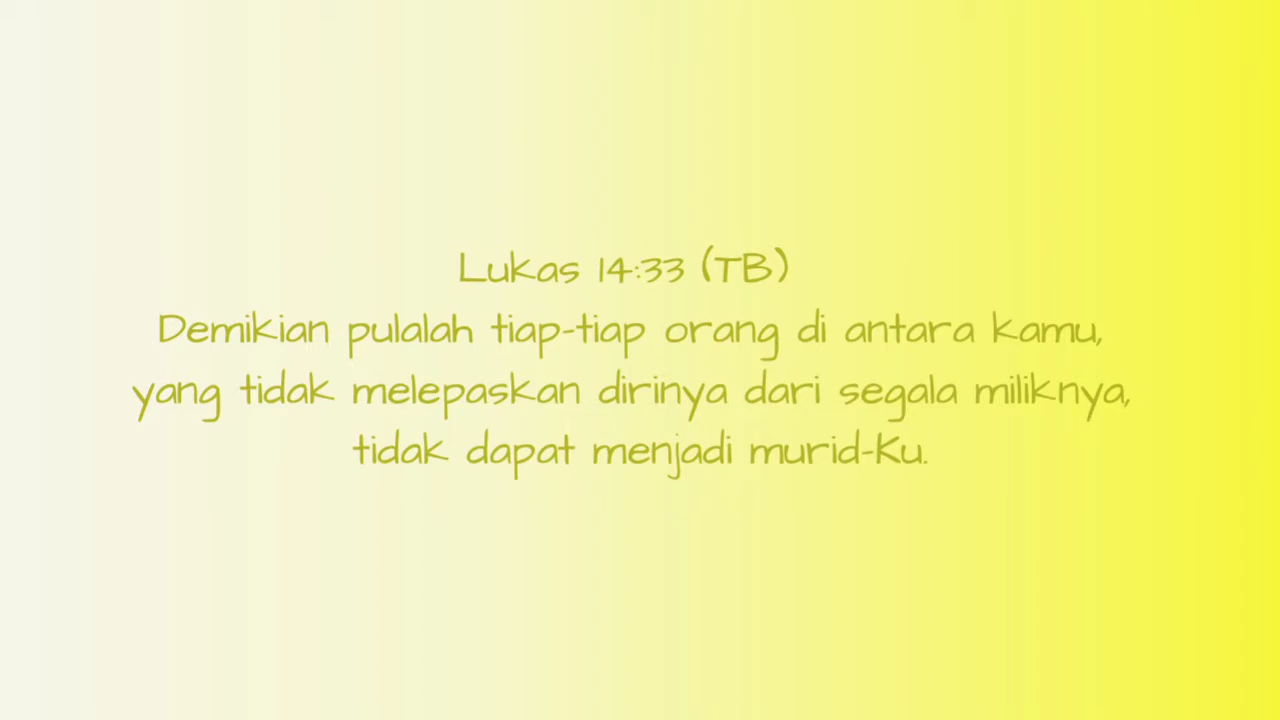 Lukas 14:33 (TB)
Demikian pulalah tiap-tiap orang di antara kamu,
yang tidak melepaskan dirinya dari segala miliknya,
tidak dapat menjadi murid-Ku.